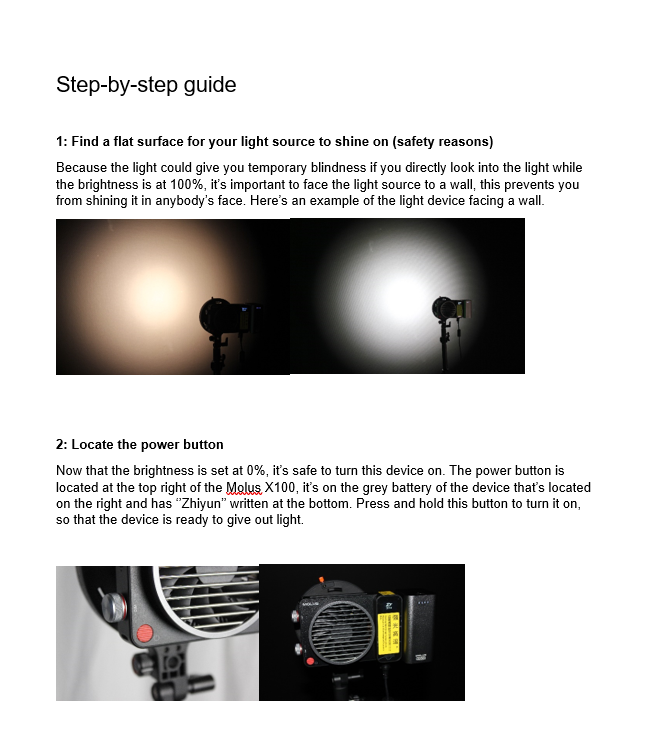 Step-by-step guide
1: Find a flat surface for your light source to shine on (safety reasons)
Because the light could give you temporary blindness if you directly look into the light while
the brightness is at 100%, it’s important to face the light source to a wall, this prevents you
from shining it in anybody’s face. Here’s an example of the light device facing a wall.
2: Locate the power button
Now that the brightness is set at 0%, it’s safe to turn this device on. The power button is
located at the top right of the Molus X100, it’s on the grey battery of the device that’s located
on the right and has “Zhiyun” written at the bottom. Press and hold this button to turn it on,
so that the device is ready to give out light.
MOLUS